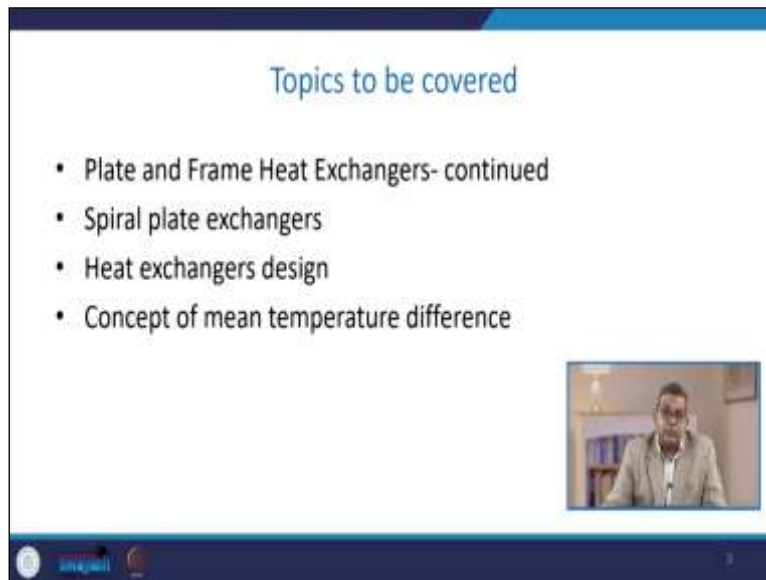 Topics to be covered
• Plate and Frame Heat Exchangers- continued
• Spiral plate exchangers
• Heat exchangers design
• Concept of mean temperature difference